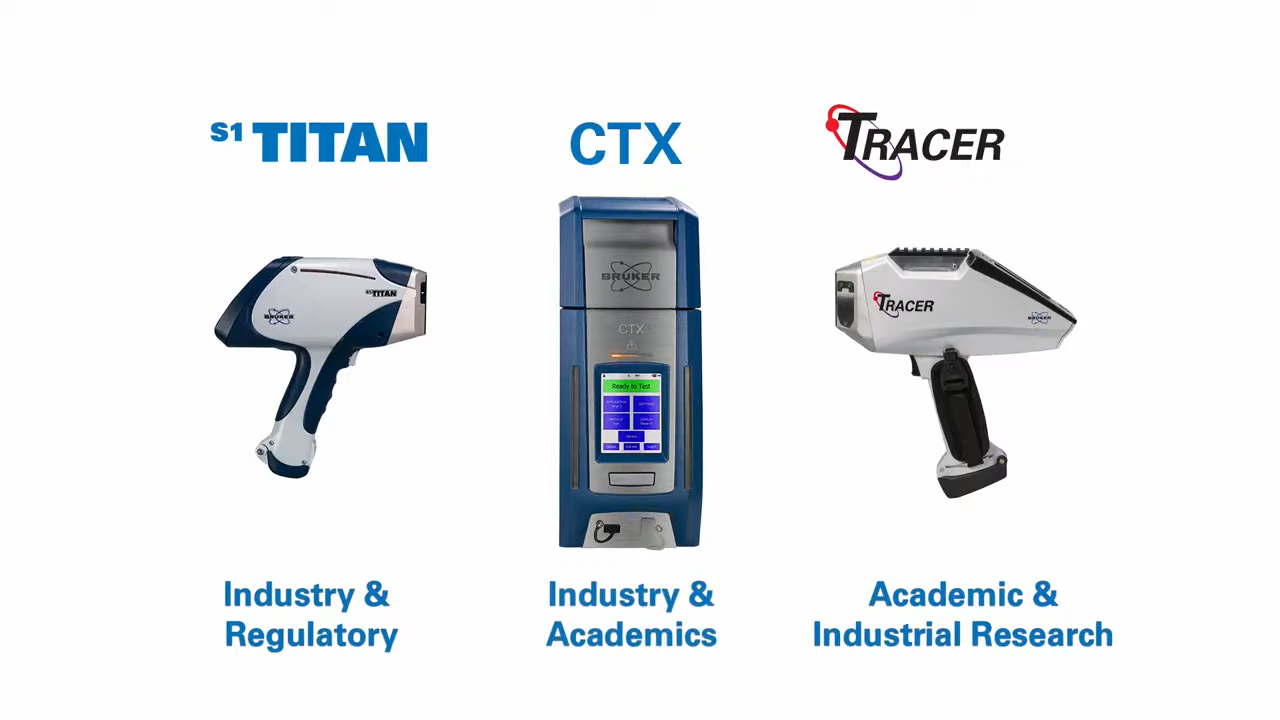 S1 TITAN
CTX
TRACER
BRUKER
S1 TITAN
BRUKER
CTX
Ready to Test
TRACER
BRUKER
Industry &
Regulatory
Industry &
Academics
Academic &
Industrial Research